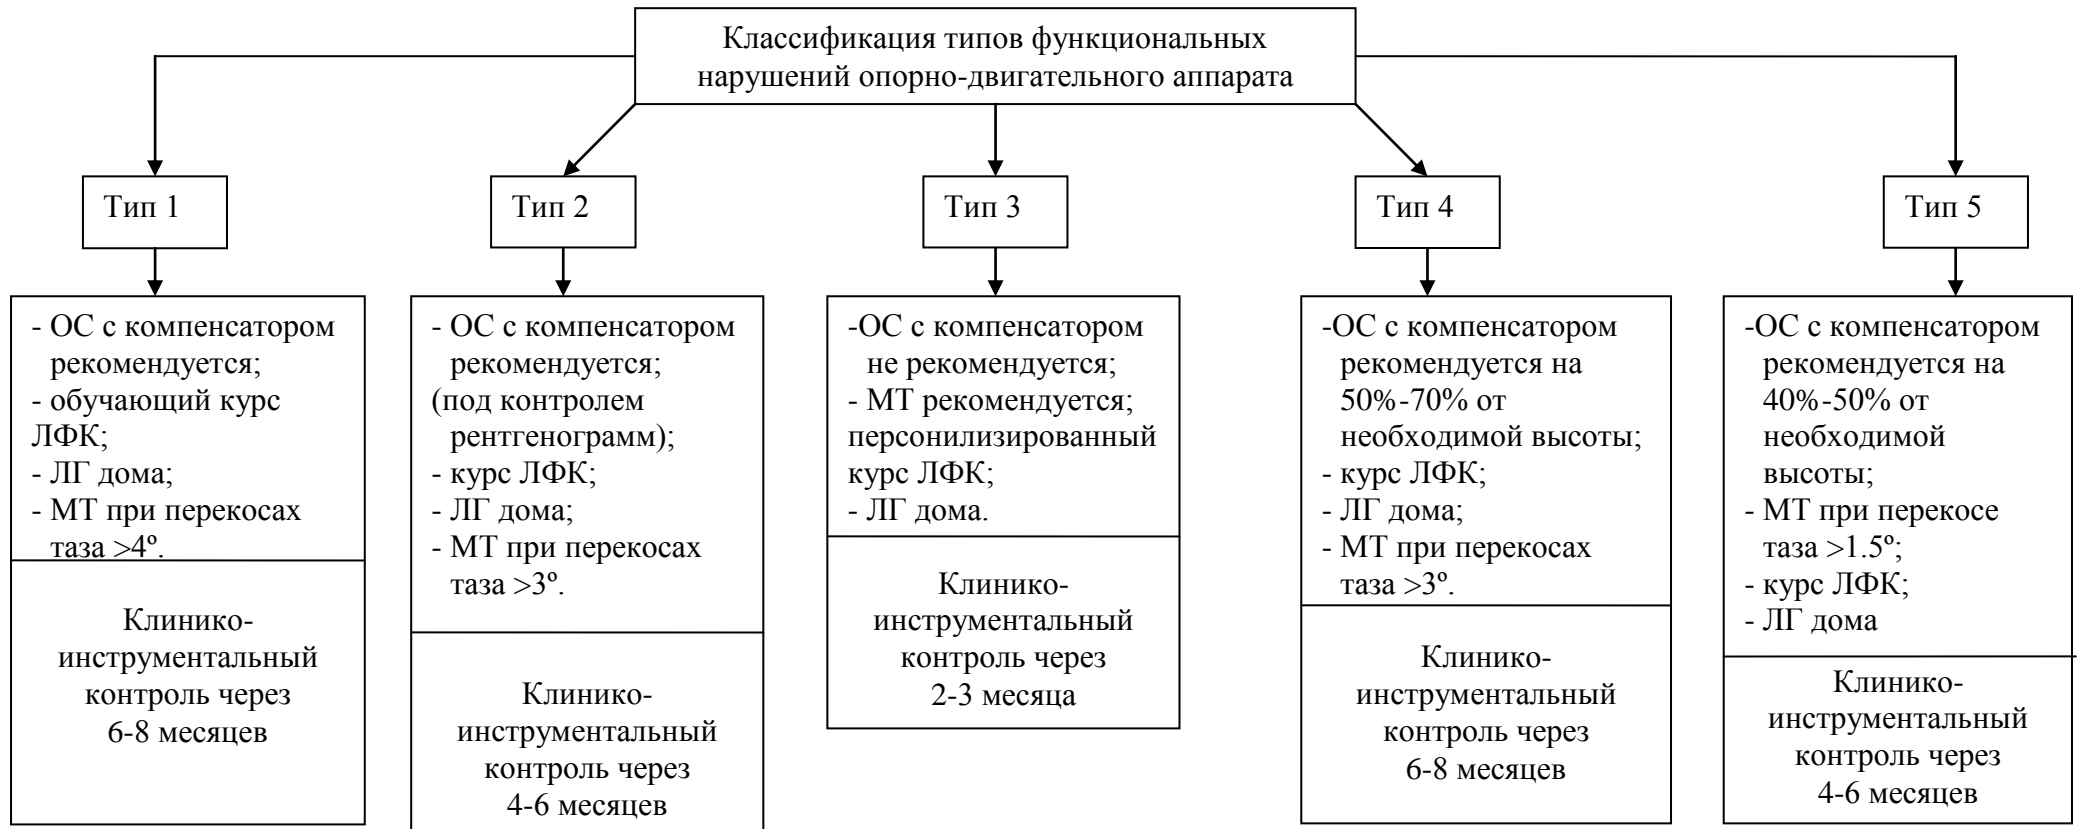 Классификация типов функциональных
нарушений опорно-двигательного аппарата
Тип 1
Тип 2
Тип 3
Тип 4
Тип 5
- ОС с компенсатором
рекомендуется;
- обучающий курс
ЛФК;
- ЛГ дома;
- МТ при перекосах
таза >4º.
Клинико-
инструментальный
контроль через
6-8 месяцев
- ОС с компенсатором
рекомендуется;
(под контролем
рентгенограмм);
- курс ЛФК;
- ЛГ дома;
- МТ при перекосах
таза >3º.
Клинико-
инструментальный
контроль через
4-6 месяцев
-ОС с компенсатором
не рекомендуется;
- МТ рекомендуется;
персонилизированный
курс ЛФК;
- ЛГ дома.
Клинико-
инструментальный
контроль через
2-3 месяца
-ОС с компенсатором
рекомендуется на
50%-70% от
необходимой высоты;
- курс ЛФК;
- ЛГ дома;
- МТ при перекосах
таза >3º.
Клинико-
инструментальный
контроль через
6-8 месяцев
-ОС с компенсатором
рекомендуется на
40%-50% от
необходимой
высоты;
- МТ при перекосе
таза >1.5º;
- курс ЛФК;
- ЛГ дома
Клинико-
инструментальный
контроль через
4-6 месяцев